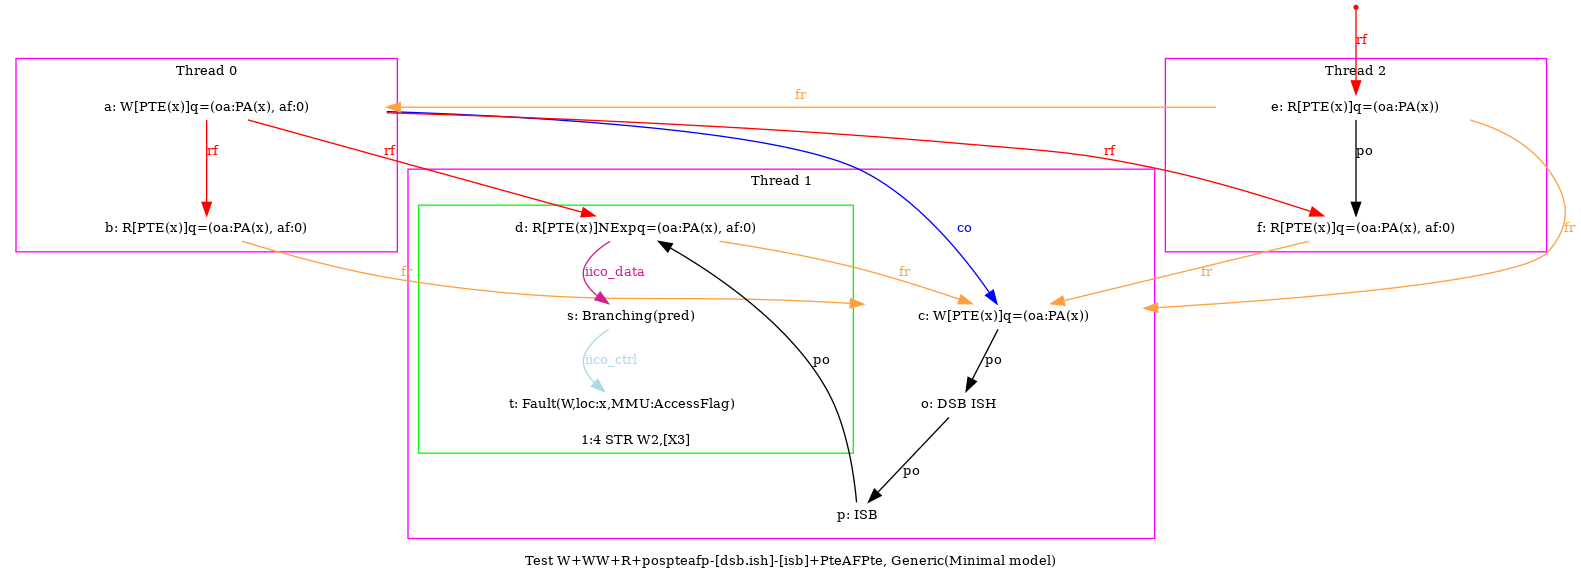 rf
Thread 0
Thread 2
fr
a: W[PTE(x)]q=(oa:PA(x), af:0)
e: R[PTE(x)]q=(oa:PA(x))
rf
rf
rf
po
Thread 1
b: R[PTE(x)]q=(oa:PA(x), af:0)
d: R[PTE(x)]NExpq=(oa:PA(x), af:0)
co
f: R[PTE(x)]q=(oa:PA(x), af:0)
fr
fr
iico_data
fr
fr
s: Branching(pred)
c: W[PTE(x)]q=(oa:PA(x))
iico_ctrl
po
po
t: Fault(W,loc:x,MMU:AccessFlag)
o: DSB ISH
1:4 STR W2,[X3]
po
p: ISB
Test W+WW+R+pospteafp-[dsb.ish]-[isb]+PteAFPte, Generic(Minimal model)